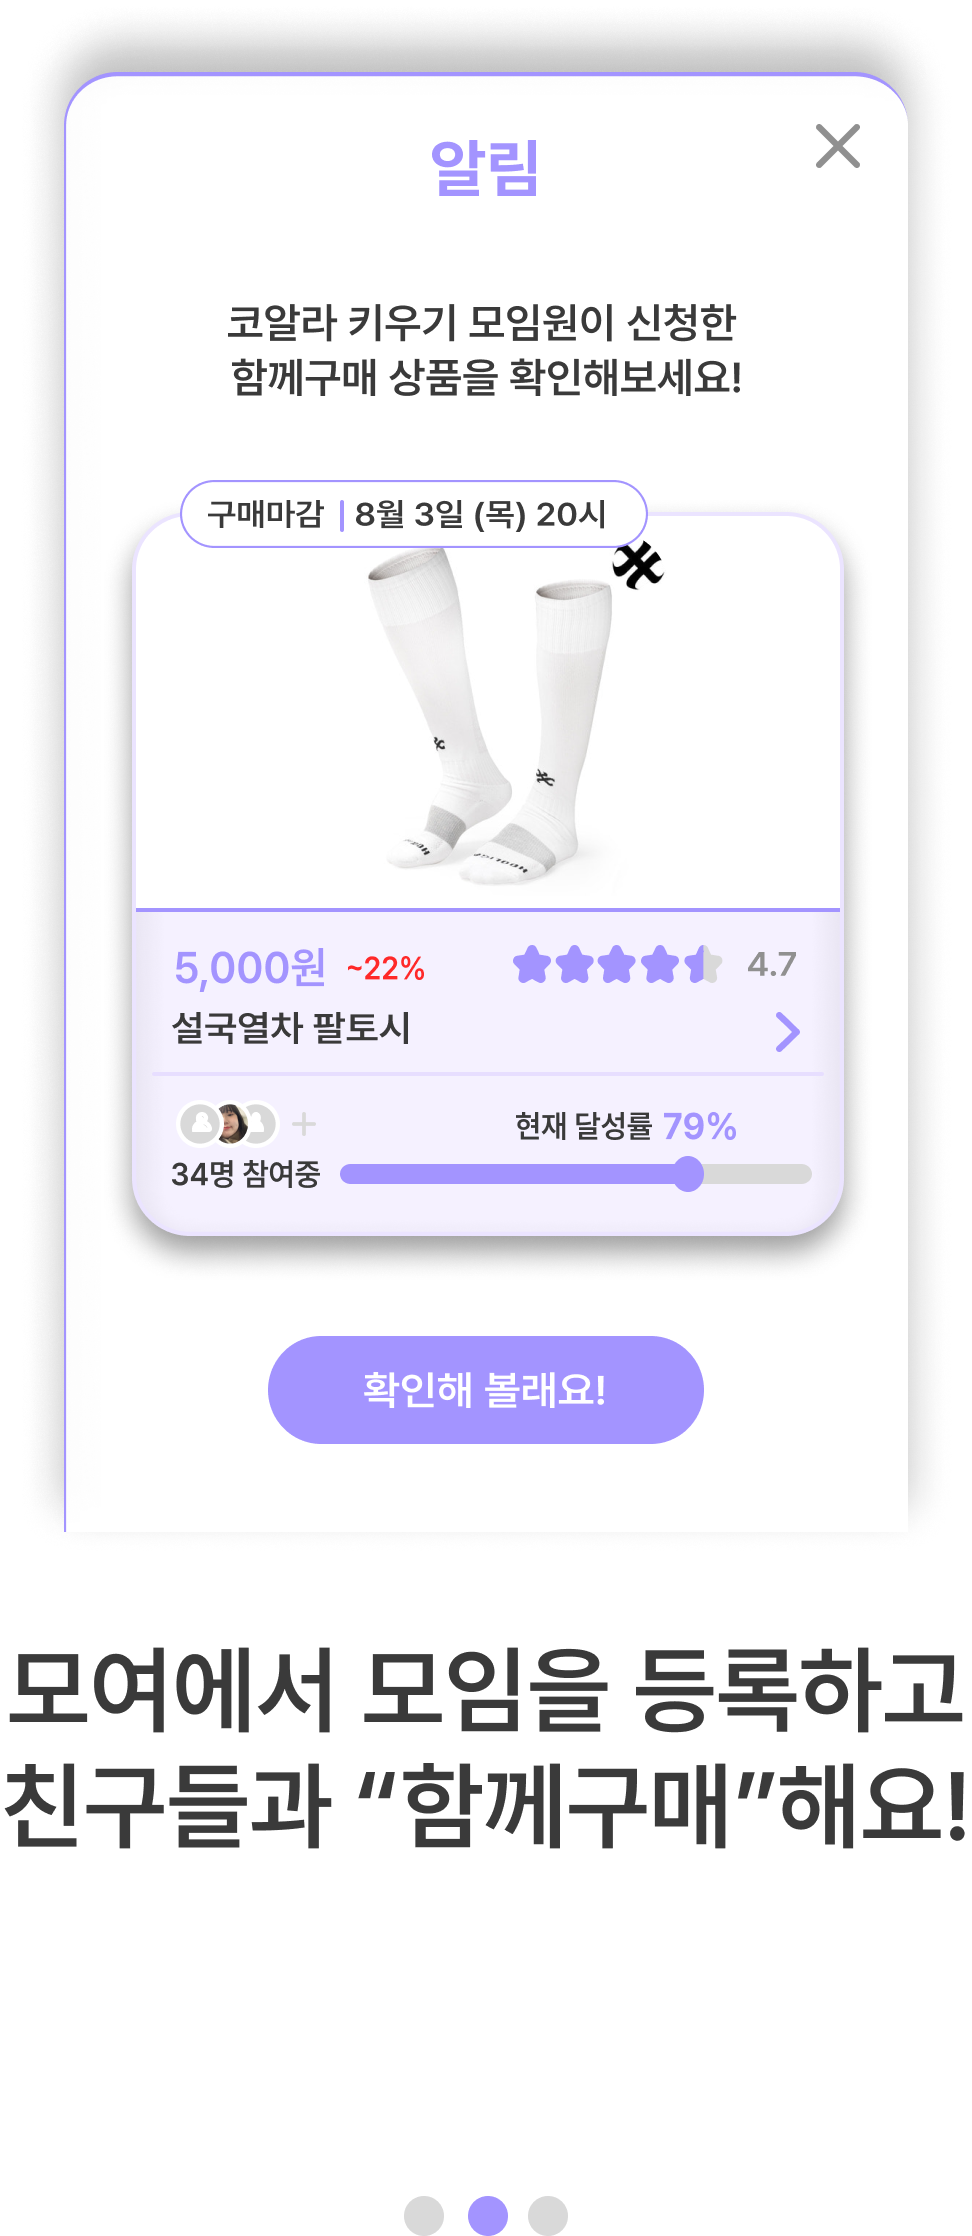 알림
코알라 키우기 모임원이 신청한
함께구매 상품을 확인해보세요!
구매마감 | 8월 3일 (목) 20시
5,000원 ~22% 4.7
설국열차 팔토시
현재 달성률 79%
34명 참여중
확인해 볼래요!
모여에서 모임을 등록하고
친구들과 “함께구매”해요!